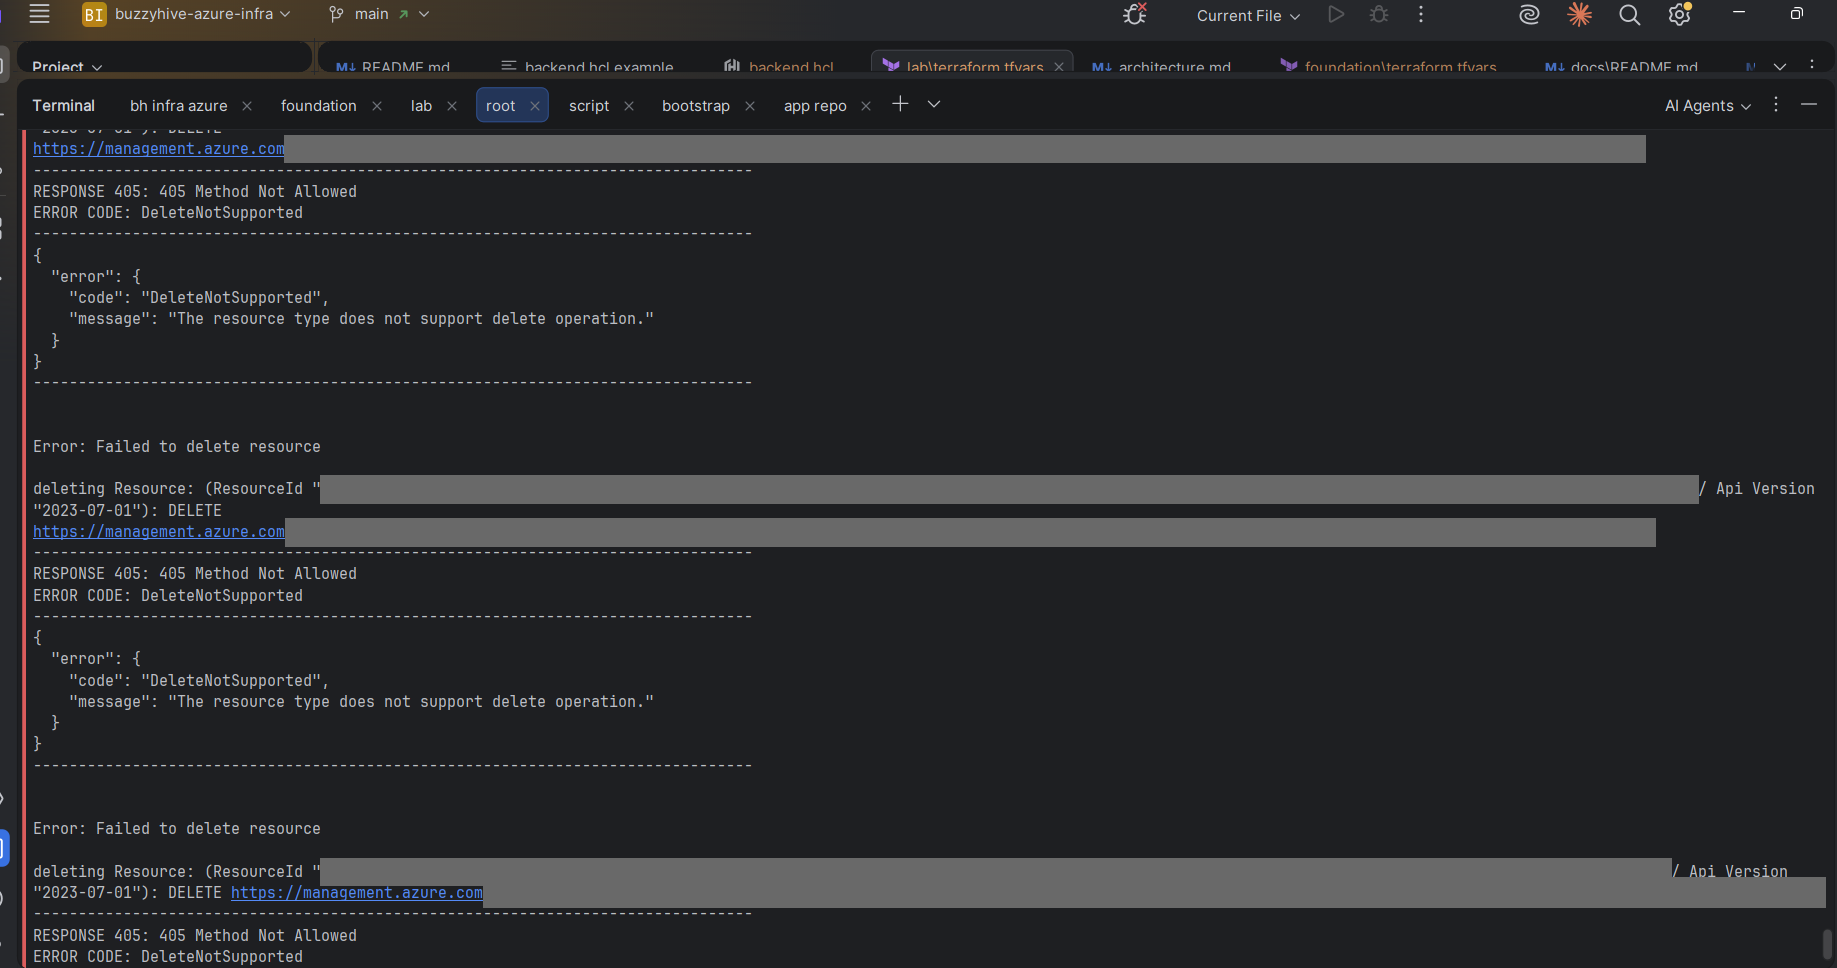 BI buzzyhive-azure-infra main Current File
Project README.md backend.hcl.example backend.hcl lab\terraform.tfvars architecture.md foundation\terraform.tfvars docs\README.md
Terminal bh infra azure foundation lab root script bootstrap app repo AI Agents
"2023-07-01"): DELETE
https://management.azure.com
--------------------------------------------------------------------------------
RESPONSE 405: 405 Method Not Allowed
ERROR CODE: DeleteNotSupported
--------------------------------------------------------------------------------
{
  "error": {
    "code": "DeleteNotSupported",
    "message": "The resource type does not support delete operation."
  }
}
--------------------------------------------------------------------------------
Error: Failed to delete resource
deleting Resource: (ResourceId " / Api Version
"2023-07-01"): DELETE
https://management.azure.com
--------------------------------------------------------------------------------
RESPONSE 405: 405 Method Not Allowed
ERROR CODE: DeleteNotSupported
--------------------------------------------------------------------------------
{
  "error": {
    "code": "DeleteNotSupported",
    "message": "The resource type does not support delete operation."
  }
}
--------------------------------------------------------------------------------
Error: Failed to delete resource
deleting Resource: (ResourceId " / Api Version
"2023-07-01"): DELETE https://management.azure.com
--------------------------------------------------------------------------------
RESPONSE 405: 405 Method Not Allowed
ERROR CODE: DeleteNotSupported